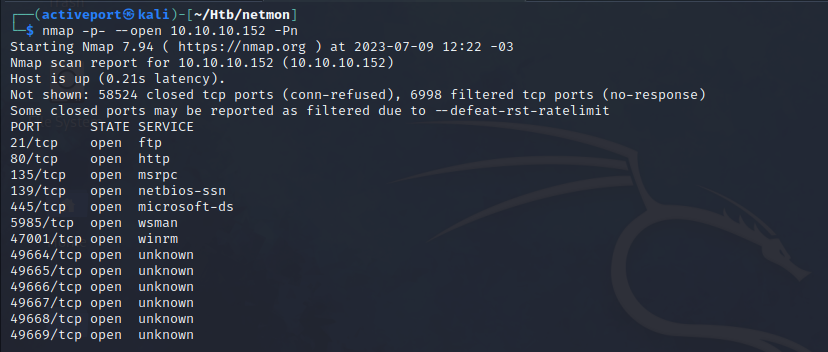 ┌──(activeport㉿kali)-[~/Htb/netmon]
└─$ nmap -p- --open 10.10.10.152 -Pn
Starting Nmap 7.94 ( https://nmap.org ) at 2023-07-09 12:22 -03
Nmap scan report for 10.10.10.152 (10.10.10.152)
Host is up (0.21s latency).
Not shown: 58524 closed tcp ports (conn-refused), 6998 filtered tcp ports (no-response)
Some closed ports may be reported as filtered due to --defeat-rst-ratelimit
PORT      STATE SERVICE
21/tcp    open  ftp
80/tcp    open  http
135/tcp   open  msrpc
139/tcp   open  netbios-ssn
445/tcp   open  microsoft-ds
5985/tcp  open  wsman
47001/tcp open  winrm
49664/tcp open  unknown
49665/tcp open  unknown
49666/tcp open  unknown
49667/tcp open  unknown
49668/tcp open  unknown
49669/tcp open  unknown